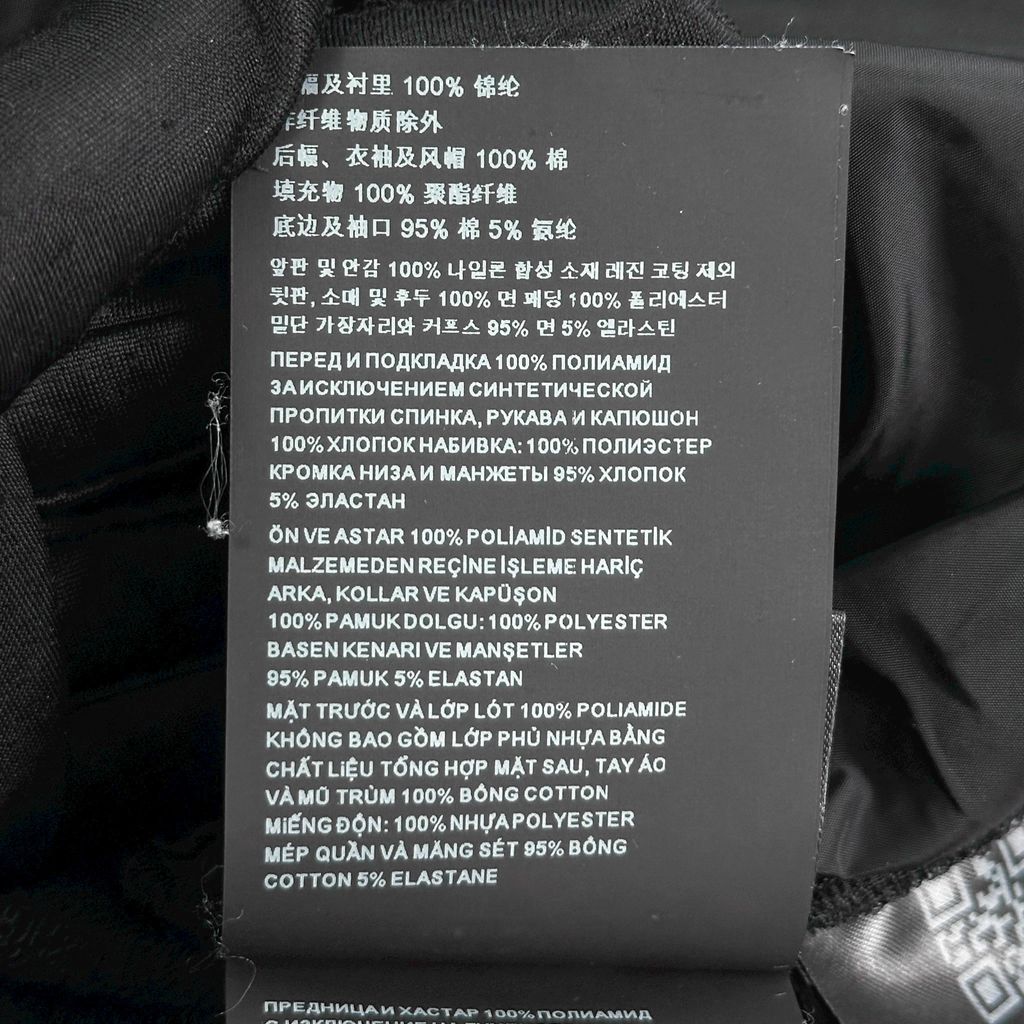 幅及衬里 100% 锦纶
纤维物质除外
后幅、衣袖及风帽 100% 棉
填充物 100% 聚酯纤维
底边及袖口 95% 棉 5% 氨纶
앞판 및 안감 100% 나일론 합성 소재 레진 코팅 제외
뒷판, 소매 및 후두 100% 면 패딩 100% 폴리에스터
밑단 가장자리와 커프스 95% 면 5% 엘라스틴
ПЕРЕД И ПОДКЛАДКА 100% ПОЛИАМИД
ЗА ИСКЛЮЧЕНИЕМ СИНТЕТИЧЕСКОЙ
ПРОПИТКИ СПИНКА, РУКАВА И КАПЮШОН
100% ХЛОПОК НАБИВКА: 100% ПОЛИЭСТЕР
КРОМКА НИЗА И МАНЖЕТЫ 95% ХЛОПОК
5% ЭЛАСТАН
ÖN VE ASTAR 100% POLİAMİD SENTETİK
MALZEMEDEN REÇİNE İŞLEME HARİÇ
ARKA, KOLLAR VE KAPÜŞON
100% PAMUK DOLGU: 100% POLYESTER
BASEN KENARI VE MANŞETLER
95% PAMUK 5% ELASTAN
MẶT TRƯỚC VÀ LỚP LÓT 100% POLIAMIDE
KHÔNG BAO GỒM LỚP PHỦ NHỰA BẰNG
CHẤT LIỆU TỔNG HỢP MẶT SAU, TAY ÁO
VÀ MŨ TRÙM 100% BÔNG COTTON
MIẾNG ĐỘN: 100% NHỰA POLYESTER
MÉP QUẦN VÀ MĂNG SÉT 95% BÔNG
COTTON 5% ELASTANE
ПРЕДНИЦА И ХАСТАР 100% ПОЛИАМИД